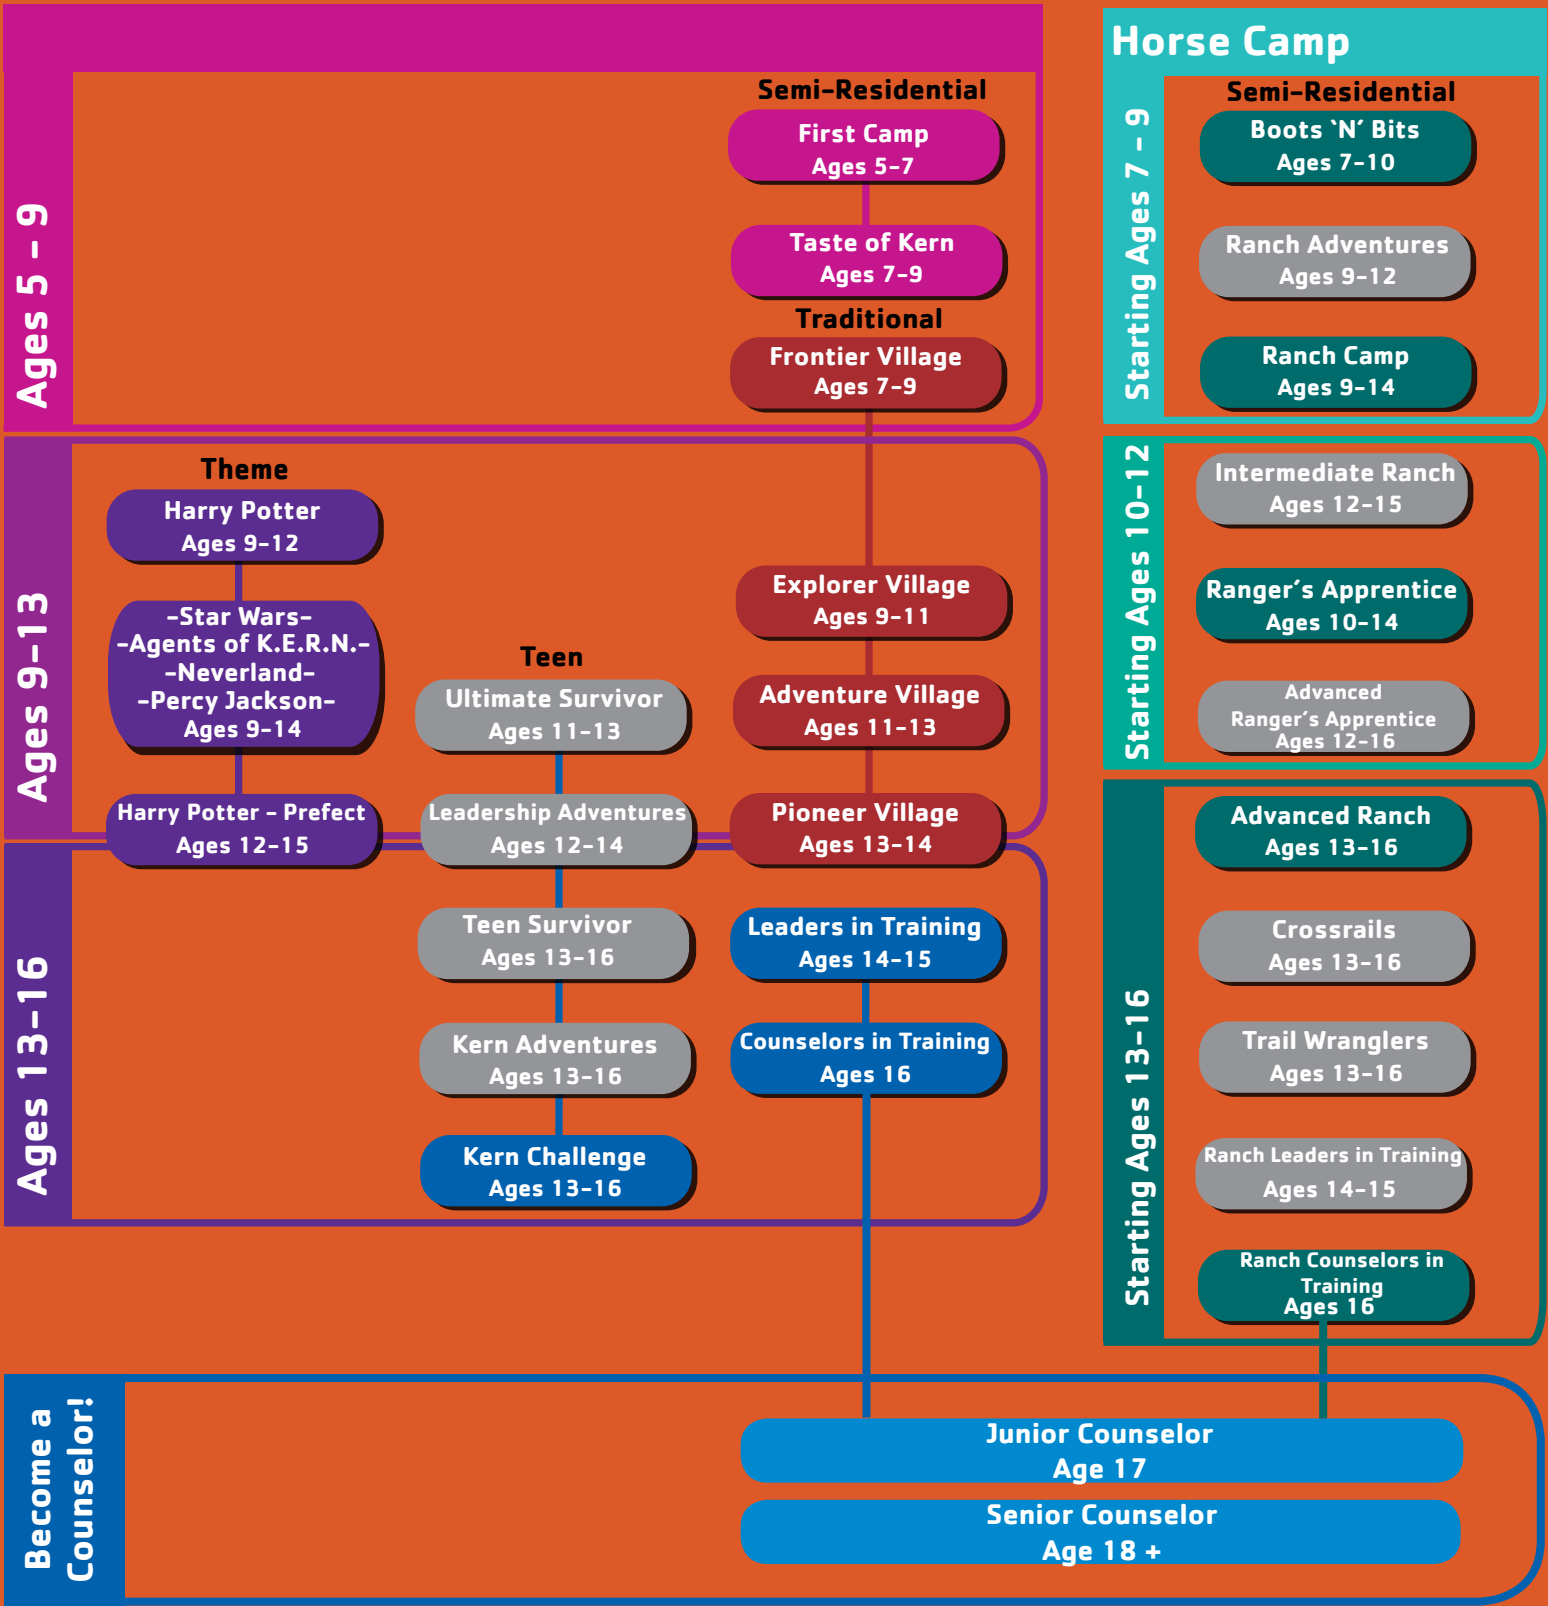 Ages 5 - 9
Semi-Residential
First Camp
Ages 5-7
Taste of Kern
Ages 7-9
Traditional
Frontier Village
Ages 7-9
Ages 9-13
Theme
Harry Potter
Ages 9-12
-Star Wars-
-Agents of K.E.R.N.-
-Neverland-
-Percy Jackson-
Ages 9-14
Harry Potter - Prefect
Ages 12-15
Teen
Ultimate Survivor
Ages 11-13
Leadership Adventures
Ages 12-14
Explorer Village
Ages 9-11
Adventure Village
Ages 11-13
Pioneer Village
Ages 13-14
Ages 13-16
Teen Survivor
Ages 13-16
Kern Adventures
Ages 13-16
Kern Challenge
Ages 13-16
Leaders in Training
Ages 14-15
Counselors in Training
Ages 16
Horse Camp
Starting Ages 7 - 9
Semi-Residential
Boots ‘N’ Bits
Ages 7-10
Ranch Adventures
Ages 9-12
Ranch Camp
Ages 9-14
Starting Ages 10-12
Intermediate Ranch
Ages 12-15
Ranger’s Apprentice
Ages 10-14
Advanced
Ranger’s Apprentice
Ages 12-16
Starting Ages 13-16
Advanced Ranch
Ages 13-16
Crossrails
Ages 13-16
Trail Wranglers
Ages 13-16
Ranch Leaders in Training
Ages 14-15
Ranch Counselors in
Training
Ages 16
Become a
Counselor!
Junior Counselor
Age 17
Senior Counselor
Age 18 +